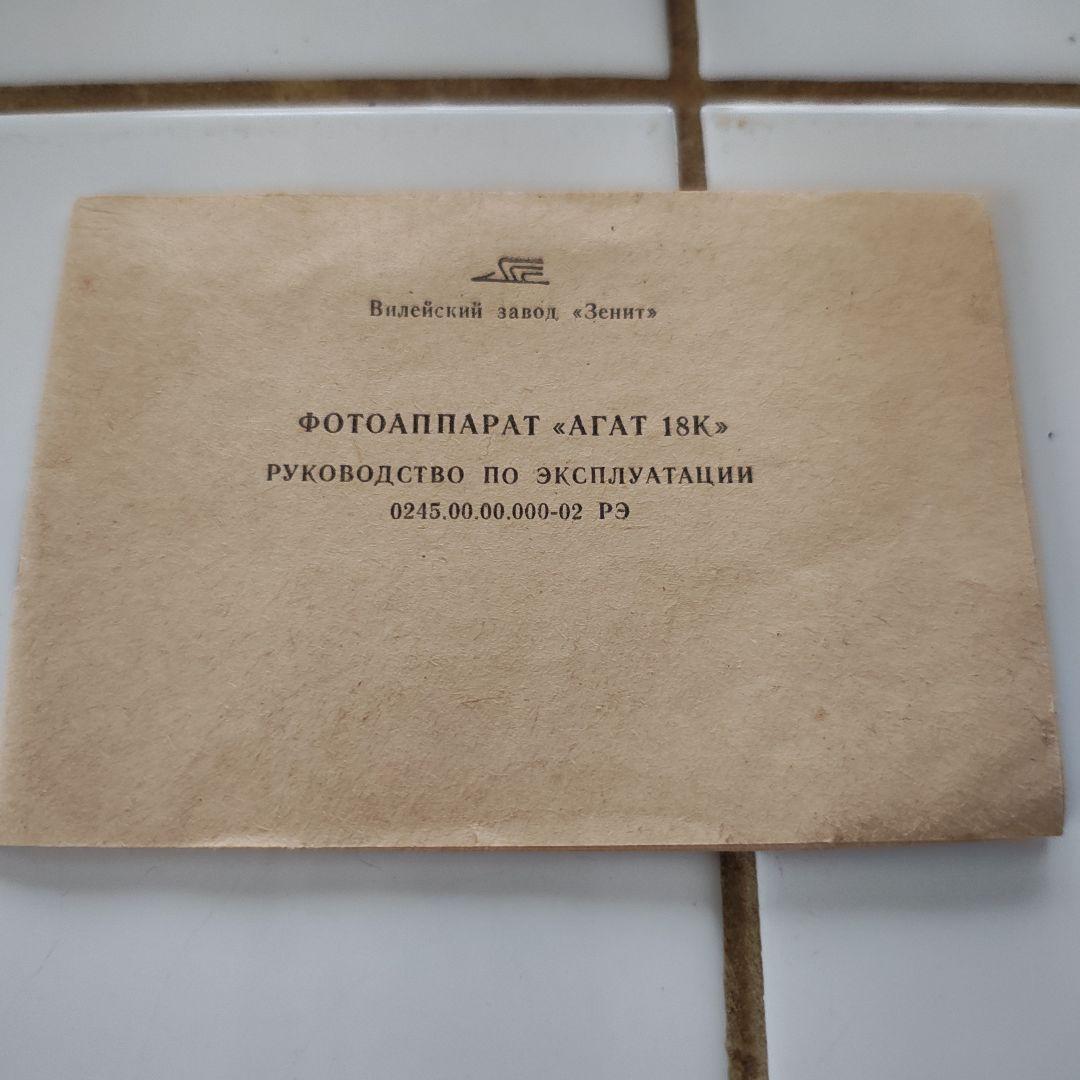 Вилейский завод «Зенит»
ФОТОАППАРАТ «АГАТ 18К»
РУКОВОДСТВО ПО ЭКСПЛУАТАЦИИ
0245.00.00.000-02 РЭ